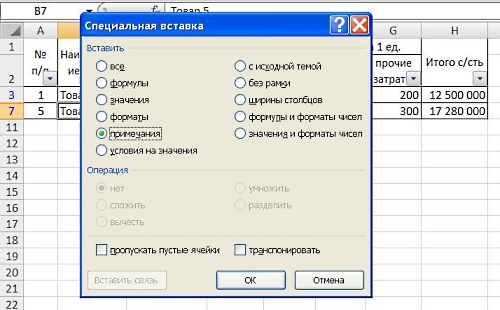 B7 Товар 5
A G H
1 № п/п Наи ие 1 ед. Итого с/сть
2 прочие затрат
3 1 Това 200 12 500 000
7 5 Това 300 17 280 000
11
12
13
14
15
16
17
18
19
20
21
22
Специальная вставка
Вставить
все с исходной темой
формулы без рамки
значения ширины столбцов
форматы формулы и форматы чисел
примечания значения и форматы чисел
условия на значения
Операция
нет умножить
сложить разделить
вычесть
пропускать пустые ячейки транспонировать
Вставить связь ОК Отмена